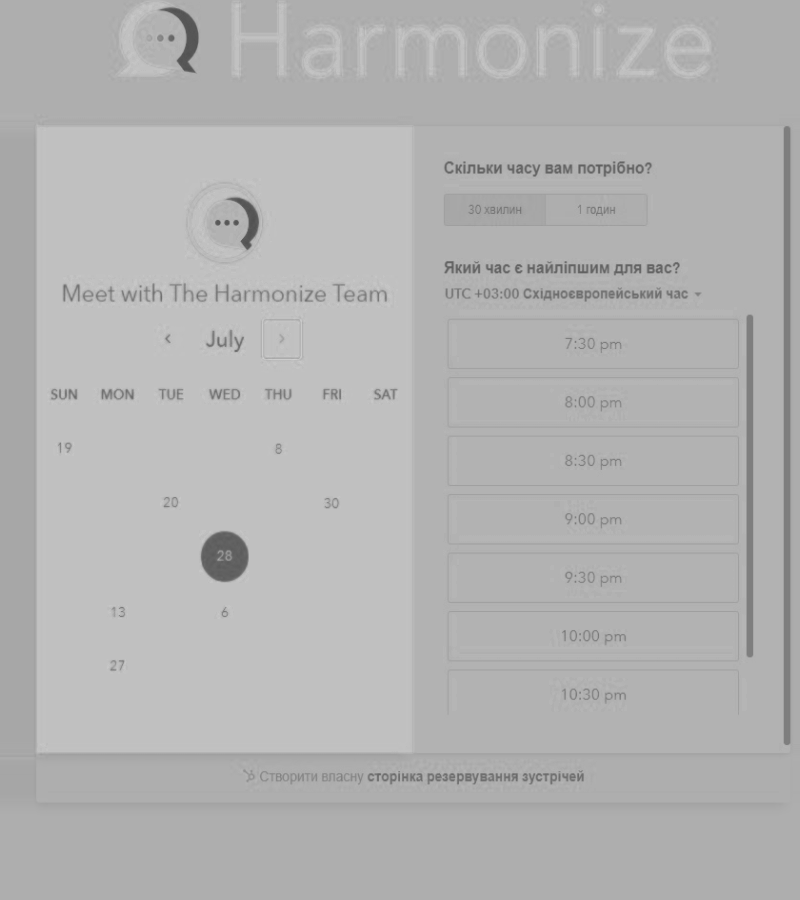 Harmonize
Meet with The Harmonize Team
July
SUN MON TUE WED THU FRI SAT
19 8
20 30
28
13 6
27
Скільки часу вам потрібно?
30 хвилин 1 годин
Який час є найліпшим для вас?
UTC +03:00 Східноєвропейський час
7:30 pm
8:00 pm
8:30 pm
9:00 pm
9:30 pm
10:00 pm
10:30 pm
Створити власну сторінка резервування зустрічей